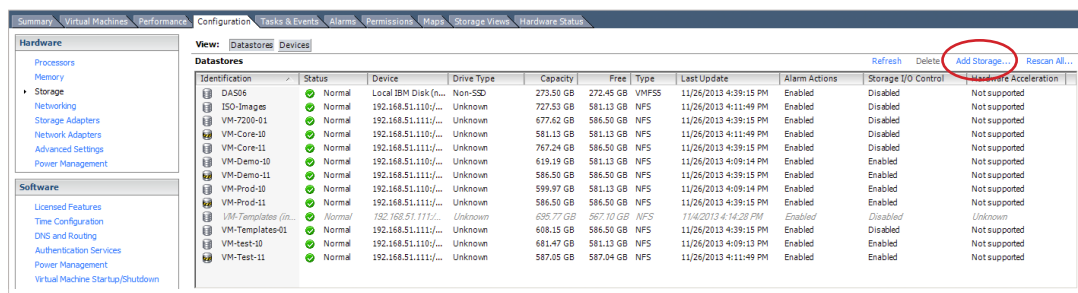 Summary Virtual Machines Performance Configuration Tasks & Events Alarms Permissions Maps Storage Views Hardware Status
Hardware
Processors
Memory
Storage
Networking
Storage Adapters
Network Adapters
Advanced Settings
Power Management
Software
Licensed Features
Time Configuration
DNS and Routing
Authentication Services
Power Management
Virtual Machine Startup/Shutdown
View: Datastores Devices
Datastores Refresh Delete Add Storage... Rescan All...
Identification Status Device Drive Type Capacity Free Type Last Update Alarm Actions Storage I/O Control Hardware Acceleration
DAS06 Normal Local IBM Disk (n... Non-SSD 273.50 GB 272.45 GB VMFS5 11/26/2013 4:39:15 PM Enabled Disabled Not supported
ISO-Images Normal 192.168.51.111:/... Unknown 727.53 GB 581.13 GB NFS 11/26/2013 4:11:49 PM Enabled Disabled Not supported
VM-7200-01 Normal 192.168.51.111:/... Unknown 677.62 GB 586.50 GB NFS 11/26/2013 4:39:15 PM Enabled Disabled Not supported
VM-Core-10 Normal 192.168.51.110:/... Unknown 581.13 GB 581.13 GB NFS 11/26/2013 4:11:49 PM Enabled Disabled Not supported
VM-Core-11 Normal 192.168.51.111:/... Unknown 767.24 GB 586.50 GB NFS 11/26/2013 4:39:15 PM Enabled Disabled Not supported
VM-Demo-10 Normal 192.168.51.110:/... Unknown 619.19 GB 581.13 GB NFS 11/26/2013 4:09:14 PM Enabled Enabled Not supported
VM-Demo-11 Normal 192.168.51.111:/... Unknown 586.50 GB 586.50 GB NFS 11/26/2013 4:39:15 PM Enabled Enabled Not supported
VM-Prod-10 Normal 192.168.51.110:/... Unknown 599.97 GB 581.13 GB NFS 11/26/2013 4:09:14 PM Enabled Enabled Not supported
VM-Prod-11 Normal 192.168.51.111:/... Unknown 586.50 GB 586.50 GB NFS 11/26/2013 4:39:15 PM Enabled Enabled Not supported
VM-Templates (in... Normal 192.168.51.111:/... Unknown 695.77 GB 567.10 GB NFS 11/4/2013 4:14:28 PM Enabled Disabled Unknown
VM-Templates-01 Normal 192.168.51.111:/... Unknown 608.15 GB 586.50 GB NFS 11/26/2013 4:39:15 PM Enabled Disabled Not supported
VM-test-10 Normal 192.168.51.110:/... Unknown 681.47 GB 581.13 GB NFS 11/26/2013 4:09:13 PM Enabled Enabled Not supported
VM-Test-11 Normal 192.168.51.111:/... Unknown 587.05 GB 587.04 GB NFS 11/26/2013 4:11:49 PM Enabled Enabled Not supported